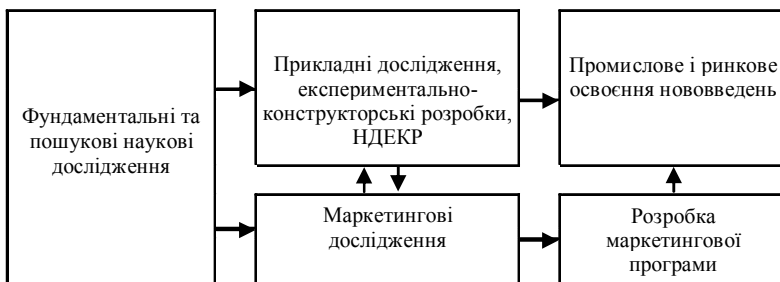 Фундаментальні та
пошукові наукові
дослідження
Прикладні дослідження,
експериментально-
конструкторські розробки,
НДЕКР
Промислове і ринкове
освоєння нововведень
Маркетингові
дослідження
Розробка
маркетингової
програми